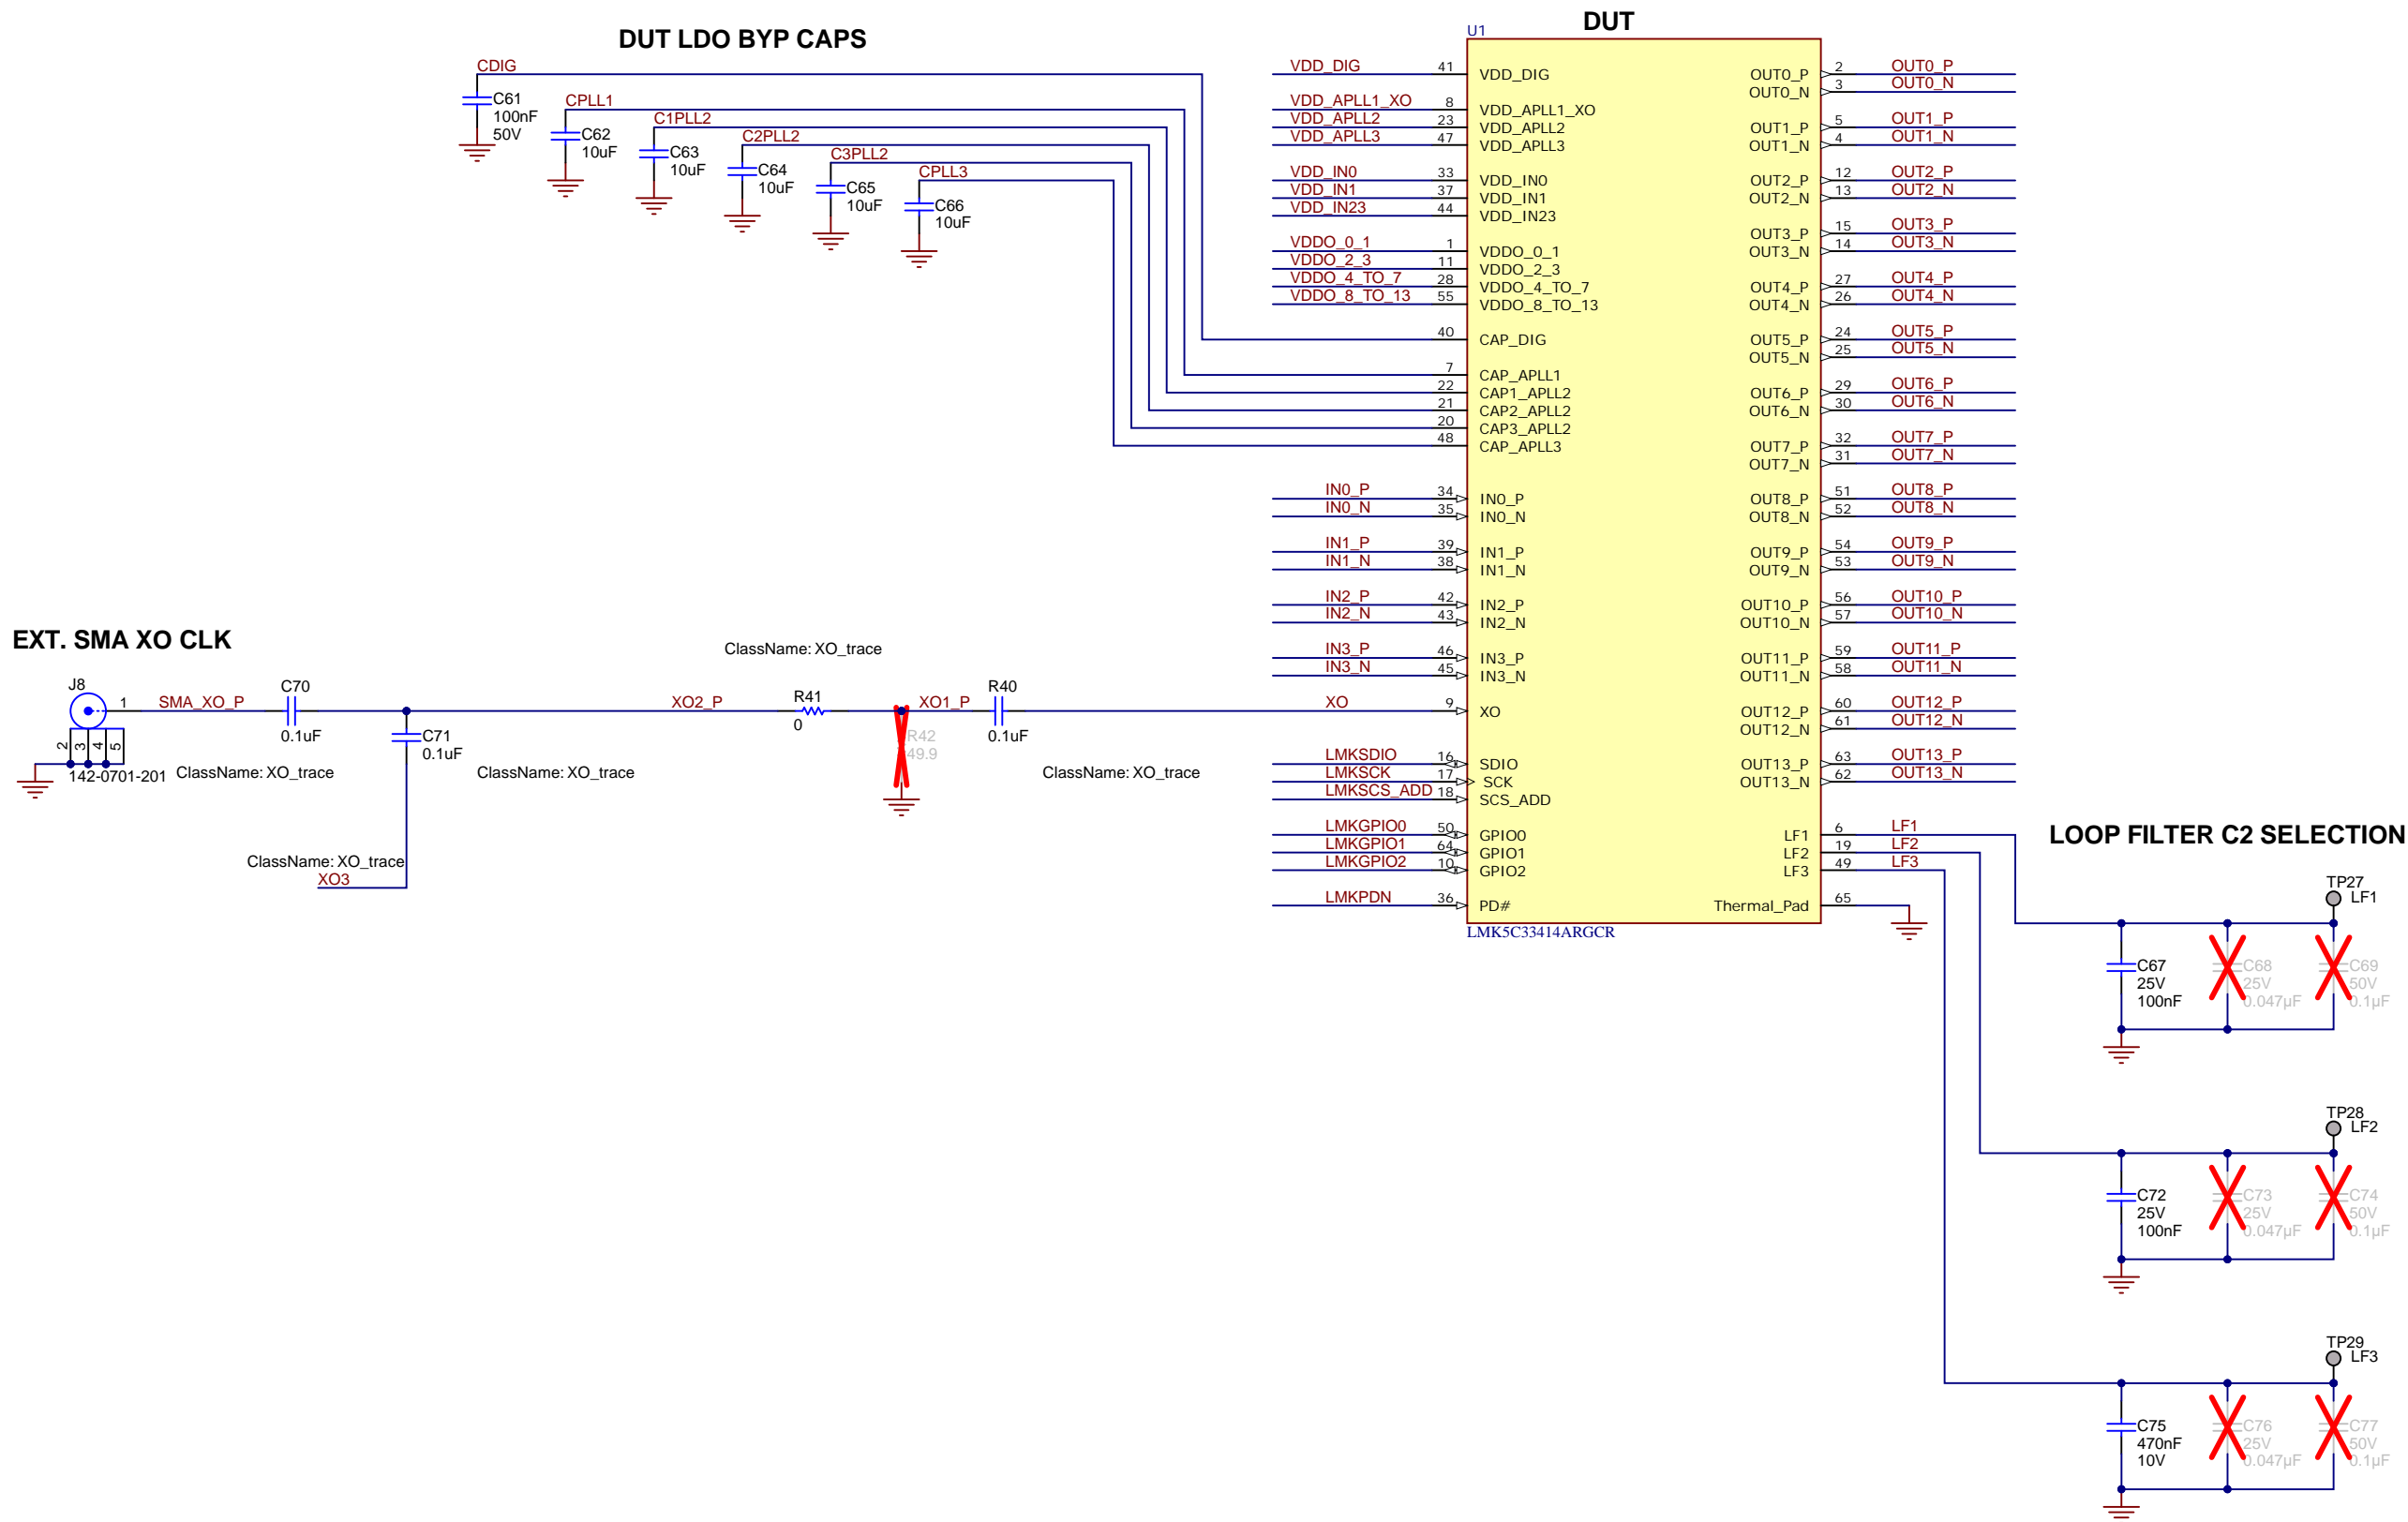 DUT LDO BYP CAPS
CDIG
C61
100nF
50V
CPLL1
C62
10uF
C1PLL2
C63
10uF
C2PLL2
C64
10uF
C3PLL2
C65
10uF
CPLL3
C66
10uF
DUT
U1
VDD_DIG 41 VDD_DIG
VDD_APLL1_XO 8 VDD_APLL1_XO
VDD_APLL2 23 VDD_APLL2
VDD_APLL3 47 VDD_APLL3
VDD_IN0 33 VDD_IN0
VDD_IN1 37 VDD_IN1
VDD_IN23 44 VDD_IN23
VDDO_0_1 1 VDDO_0_1
VDDO_2_3 11 VDDO_2_3
VDDO_4_TO_7 28 VDDO_4_TO_7
VDDO_8_TO_13 55 VDDO_8_TO_13
40 CAP_DIG
7 CAP_APLL1
22 CAP1_APLL2
21 CAP2_APLL2
20 CAP3_APLL2
48 CAP_APLL3
IN0_P 34 IN0_P
IN0_N 35 IN0_N
IN1_P 39 IN1_P
IN1_N 38 IN1_N
IN2_P 42 IN2_P
IN2_N 43 IN2_N
IN3_P 46 IN3_P
IN3_N 45 IN3_N
XO 9 XO
LMKSDIO 16 SDIO
LMKSCK 17 SCK
LMKSCS_ADD 18 SCS_ADD
LMKGPIO0 50 GPIO0
LMKGPIO1 64 GPIO1
LMKGPIO2 10 GPIO2
LMKPDN 36 PD#
OUT0_P 2 OUT0_P
OUT0_N 3 OUT0_N
OUT1_P 5 OUT1_P
OUT1_N 4 OUT1_N
OUT2_P 12 OUT2_P
OUT2_N 13 OUT2_N
OUT3_P 15 OUT3_P
OUT3_N 14 OUT3_N
OUT4_P 27 OUT4_P
OUT4_N 26 OUT4_N
OUT5_P 24 OUT5_P
OUT5_N 25 OUT5_N
OUT6_P 29 OUT6_P
OUT6_N 30 OUT6_N
OUT7_P 32 OUT7_P
OUT7_N 31 OUT7_N
OUT8_P 51 OUT8_P
OUT8_N 52 OUT8_N
OUT9_P 54 OUT9_P
OUT9_N 53 OUT9_N
OUT10_P 56 OUT10_P
OUT10_N 57 OUT10_N
OUT11_P 59 OUT11_P
OUT11_N 58 OUT11_N
OUT12_P 60 OUT12_P
OUT12_N 61 OUT12_N
OUT13_P 63 OUT13_P
OUT13_N 62 OUT13_N
LF1 6 LF1
LF2 19 LF2
LF3 49 LF3
Thermal_Pad 65
LMK5C33414ARGCR
EXT. SMA XO CLK
J8
1
2
3
4
5
142-0701-201
SMA_XO_P
C70
0.1uF
ClassName: XO_trace
C71
0.1uF
ClassName: XO_trace
ClassName: XO_trace
XO3
ClassName: XO_trace
XO2_P
R41
0
XO1_P
R42
49.9
R40
0.1uF
ClassName: XO_trace
LOOP FILTER C2 SELECTION
TP27
LF1
C67
25V
100nF
C68
25V
0.047µF
C69
50V
0.1µF
TP28
LF2
C72
25V
100nF
C73
25V
0.047µF
C74
50V
0.1µF
TP29
LF3
C75
470nF
10V
C76
25V
0.047µF
C77
50V
0.1µF